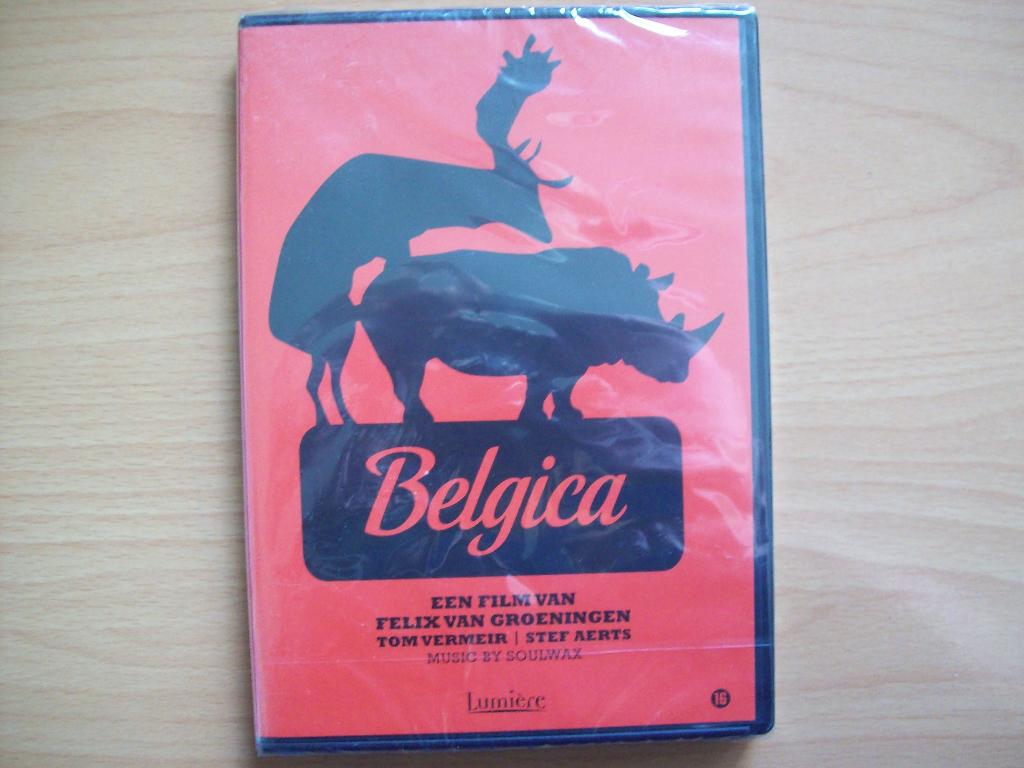 Belgica
EEN FILM VAN
FELIX VAN GROENINGEN
TOM VERMEIR | STEF AERTS
MUSIC BY SOULWAX
Lumière
16